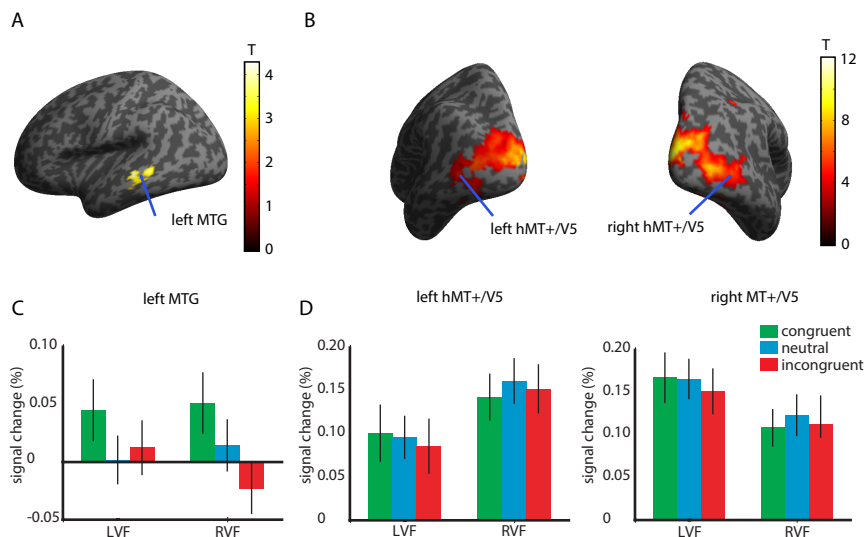 A
B
T
4
3
2
1
0
left MTG
T
12
8
4
0
left hMT+/V5
right hMT+/V5
C
left MTG
D
left hMT+/V5
right MT+/V5
signal change (%)
0.10
0.05
0
-0.05
LVF
RVF
signal change (%)
0.20
0.15
0.10
0.05
0
LVF
RVF
signal change (%)
0.20
0.15
0.10
0.05
0
LVF
RVF
congruent
neutral
incongruent